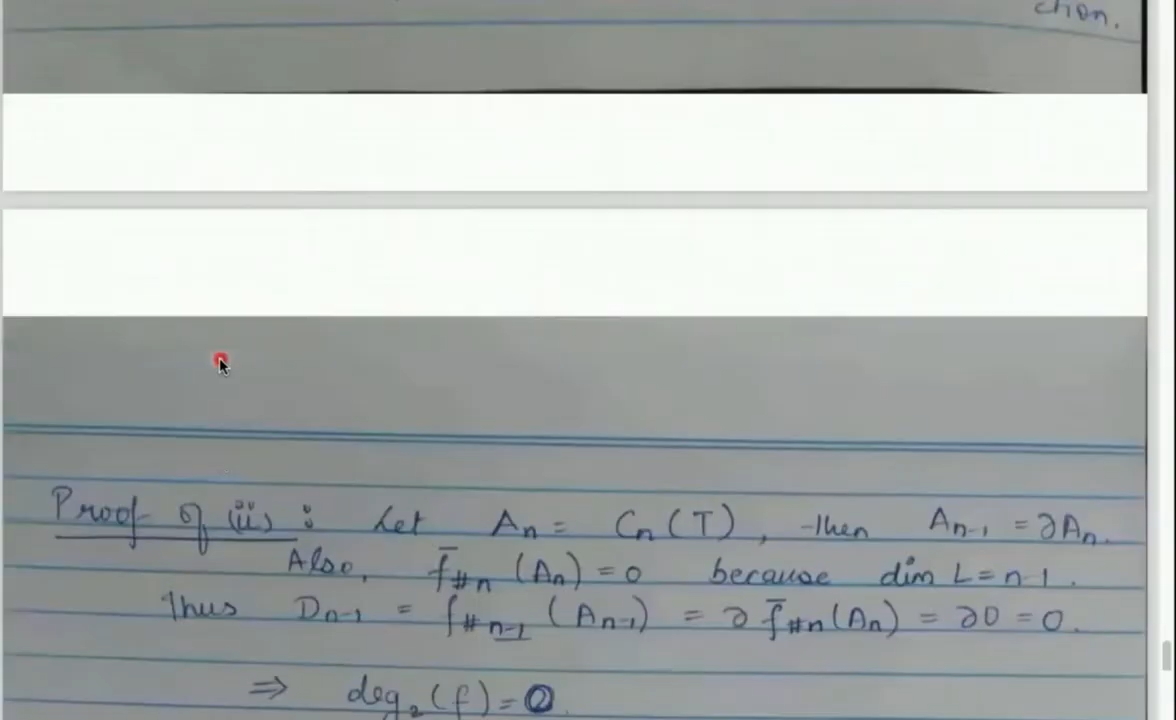 ction.
Proof of (ii) : Let Aₙ = Cₙ(T), then Aₙ₋₁ = ∂Aₙ.
Also, f̄#ₙ (Aₙ) = 0 because dim L = n-1.
Thus Dₙ₋₁ = f#ₙ₋₁ (Aₙ₋₁) = ∂ f̄#ₙ(Aₙ) = ∂0 = 0.
⇒ deg₂(f) = 0.